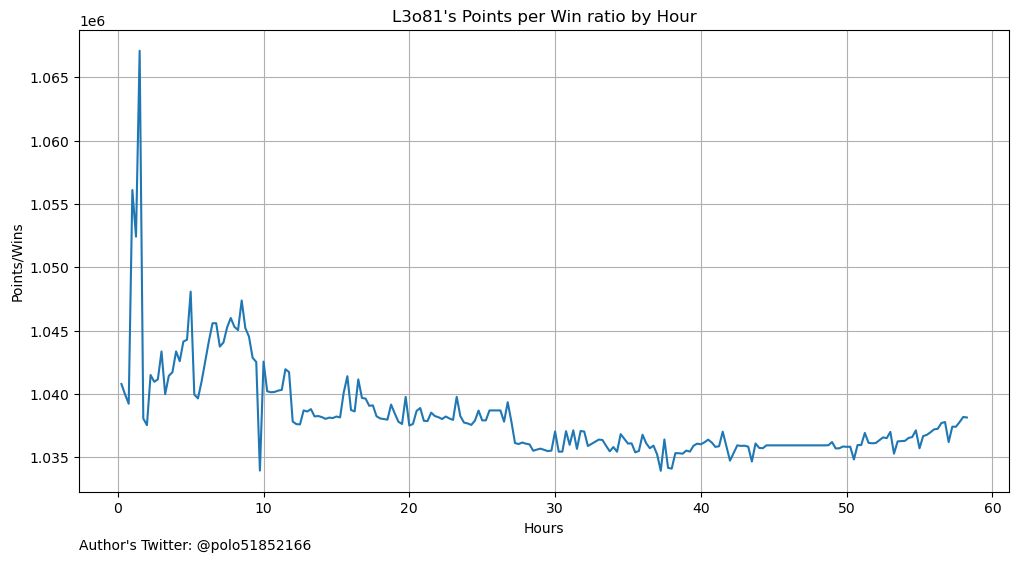 L3o81's Points per Win ratio by Hour
1e6
1.065
1.060
1.055
1.050
1.045
1.040
1.035
Points/Wins
0 10 20 30 40 50 60
Hours
Author's Twitter: @polo51852166